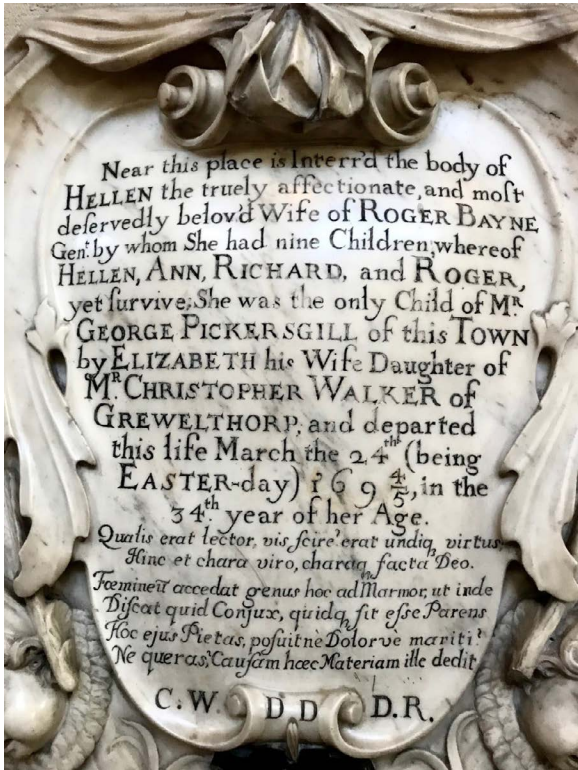 Near this place is Interr'd the body of
HELLEN the truely affectionate, and moſt
deſervedly belov'd Wife of ROGER BAYNE
Genᵗ. by whom She had nine Children; whereof
HELLEN, ANN, RICHARD, and ROGER,
yet ſurvive; She was the only Child of Mᴿ.
GEORGE PICKERSGILL of this TOWN
by ELIZABETH his Wife Daughter of
Mᴿ. CHRISTOPHER WALKER of
GREWELTHORP, and departed
this life March the 24ᵗʰ (being
EASTER-day) 169 4/5, in the
34ᵗʰ year of her Age.
Qualis erat lector, vis ſcire? erat undiq, virtus,
Hinc et chara viro, charaq facta Deo.
Fœmineũ accedat genus hoc ad Marmor, ut inde
Diſcat quid Conjux, quidq, ſit eſſe Parens
Hoc ejus Pietas, poſuit nè Dolor vè mariti?
Ne queras; Cauſam hœc Materiam ille dedit
C. W. D D D. R.